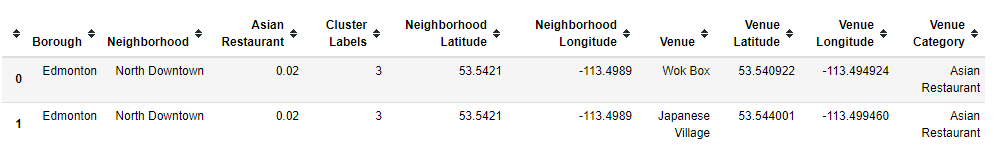 Borough Neighborhood Asian Restaurant Cluster Labels Neighborhood Latitude Neighborhood Longitude Venue Venue Latitude Venue Longitude Venue Category
0 Edmonton North Downtown 0.02 3 53.5421 -113.4989 Wok Box 53.540922 -113.494924 Asian Restaurant
1 Edmonton North Downtown 0.02 3 53.5421 -113.4989 Japanese Village 53.544001 -113.499460 Asian Restaurant